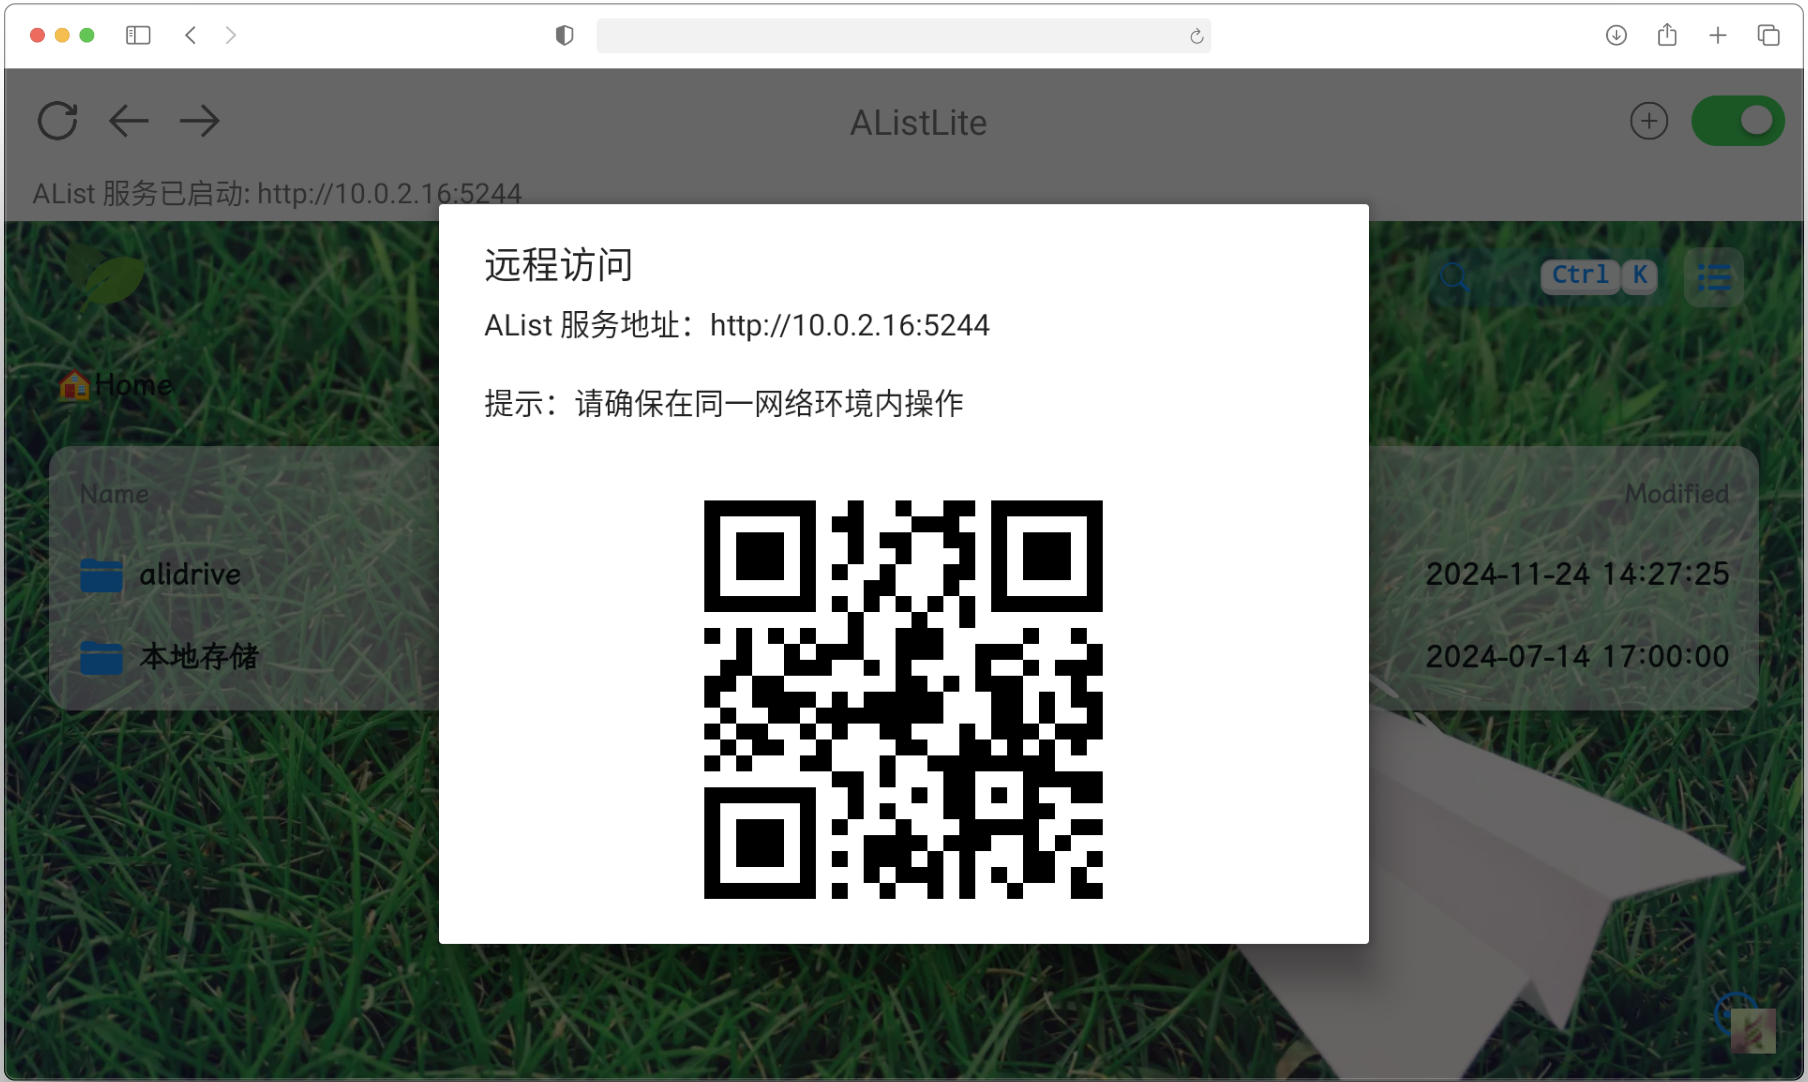 AListLite
AList 服务已启动: http://10.0.2.16:5244
远程访问
AList 服务地址：http://10.0.2.16:5244
提示：请确保在同一网络环境内操作
Ctrl K
🏠Home
Name
Modified
alidrive
2024-11-24 14:27:25
本地存储
2024-07-14 17:00:00